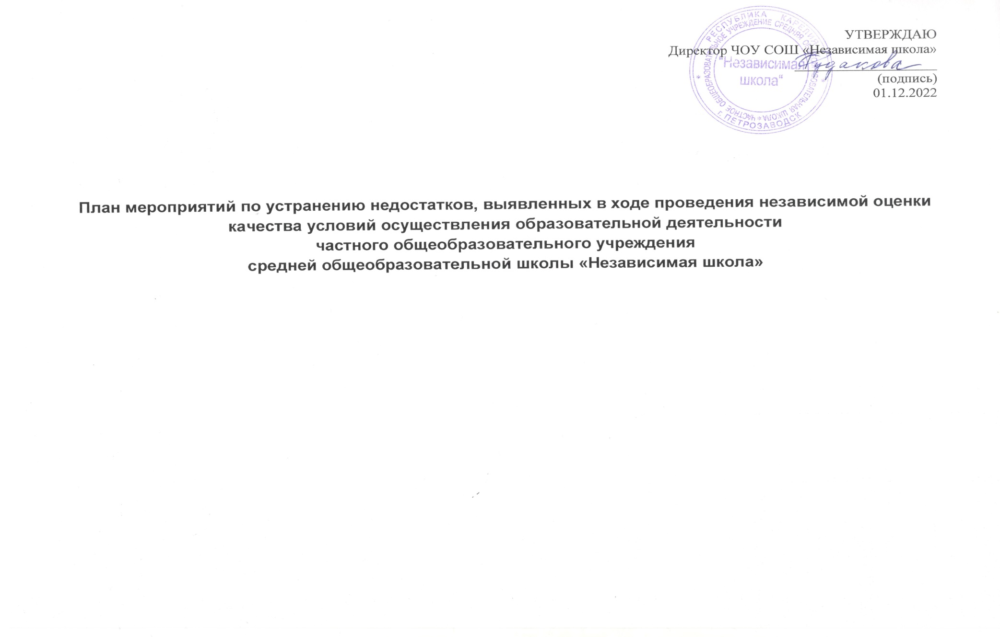 УТВЕРЖДАЮ
Директор ЧОУ СОШ «Независимая школа»
(подпись)
01.12.2022
РЕСПУБЛИКА КАРЕЛИЯ
* ЧАСТНОЕ ОБЩЕОБРАЗОВАТЕЛЬНОЕ УЧРЕЖДЕНИЕ СРЕДНЯЯ ОБЩЕОБРАЗОВАТЕЛЬНАЯ ШКОЛА
"Независимая
школа"
г. ПЕТРОЗАВОДСК
План мероприятий по устранению недостатков, выявленных в ходе проведения независимой оценки
качества условий осуществления образовательной деятельности
частного общеобразовательного учреждения
средней общеобразовательной школы «Независимая школа»